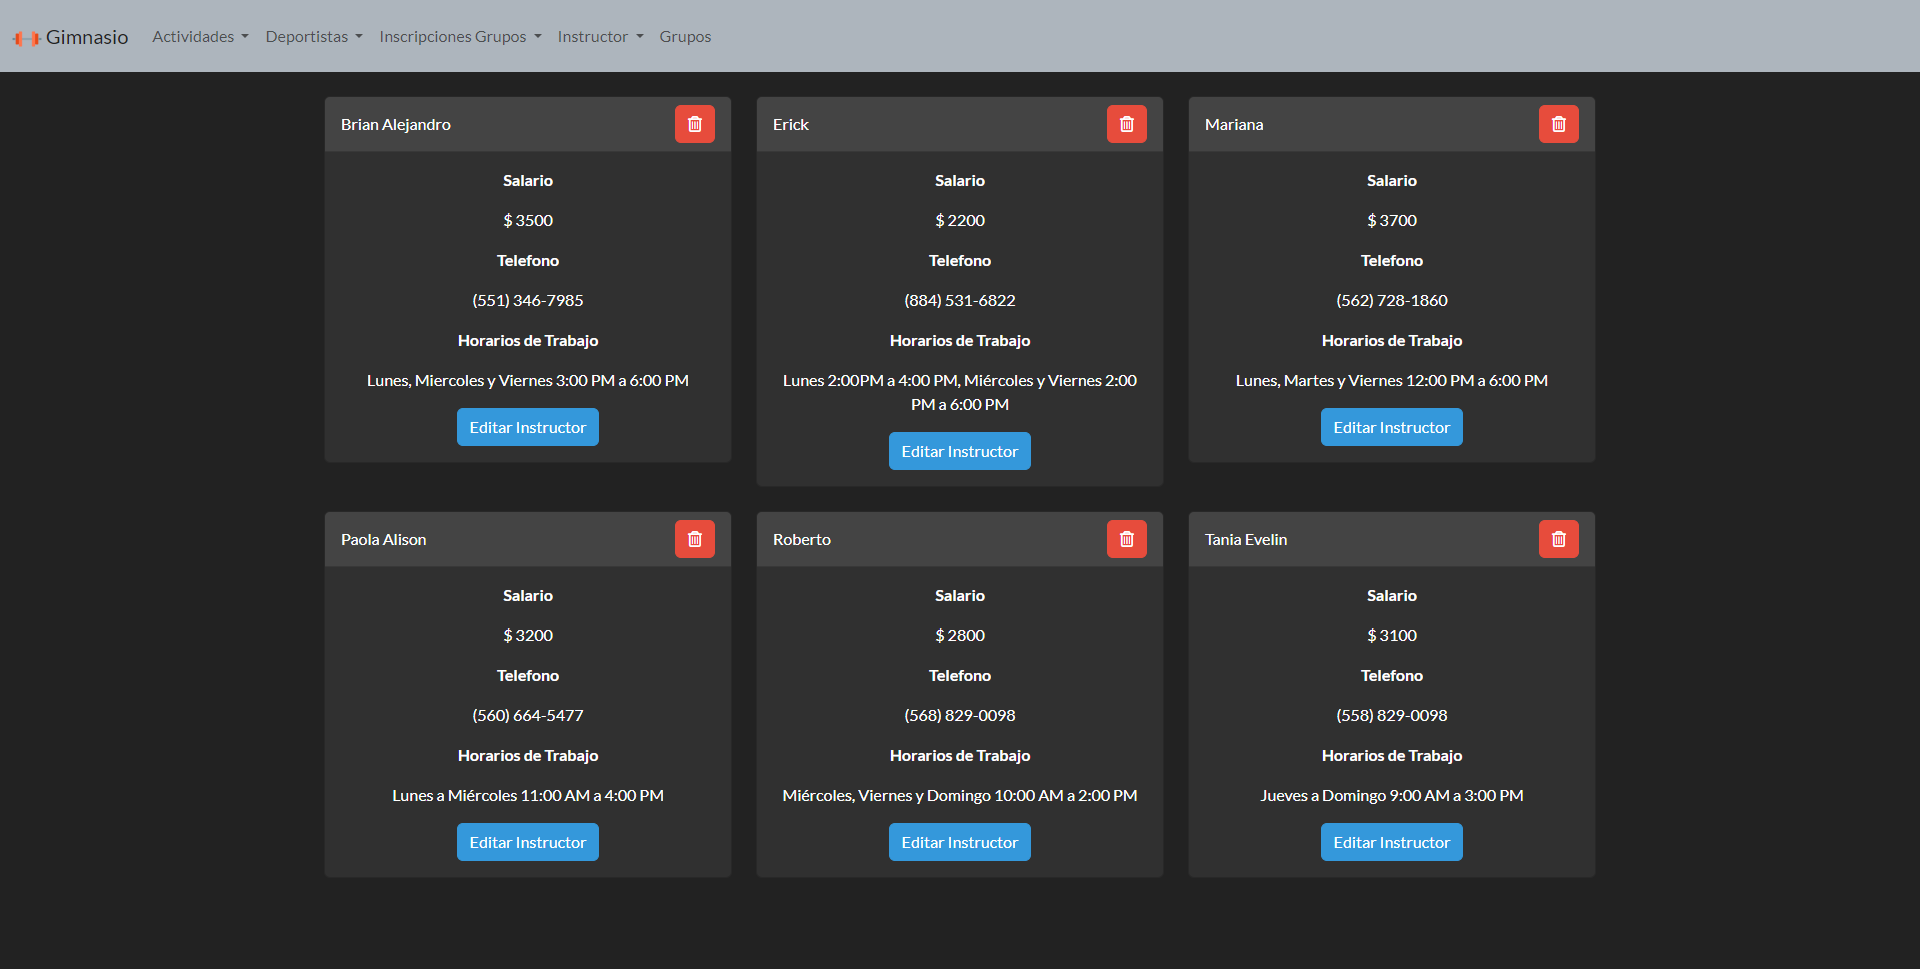 Gimnasio Actividades Deportistas Inscripciones Grupos Instructor Grupos
Brian Alejandro
Salario
$ 3500
Telefono
(551) 346-7985
Horarios de Trabajo
Lunes, Miercoles y Viernes 3:00 PM a 6:00 PM
Editar Instructor
Erick
Salario
$ 2200
Telefono
(884) 531-6822
Horarios de Trabajo
Lunes 2:00PM a 4:00 PM, Miércoles y Viernes 2:00
PM a 6:00 PM
Editar Instructor
Mariana
Salario
$ 3700
Telefono
(562) 728-1860
Horarios de Trabajo
Lunes, Martes y Viernes 12:00 PM a 6:00 PM
Editar Instructor
Paola Alison
Salario
$ 3200
Telefono
(560) 664-5477
Horarios de Trabajo
Lunes a Miércoles 11:00 AM a 4:00 PM
Editar Instructor
Roberto
Salario
$ 2800
Telefono
(568) 829-0098
Horarios de Trabajo
Miércoles, Viernes y Domingo 10:00 AM a 2:00 PM
Editar Instructor
Tania Evelin
Salario
$ 3100
Telefono
(558) 829-0098
Horarios de Trabajo
Jueves a Domingo 9:00 AM a 3:00 PM
Editar Instructor